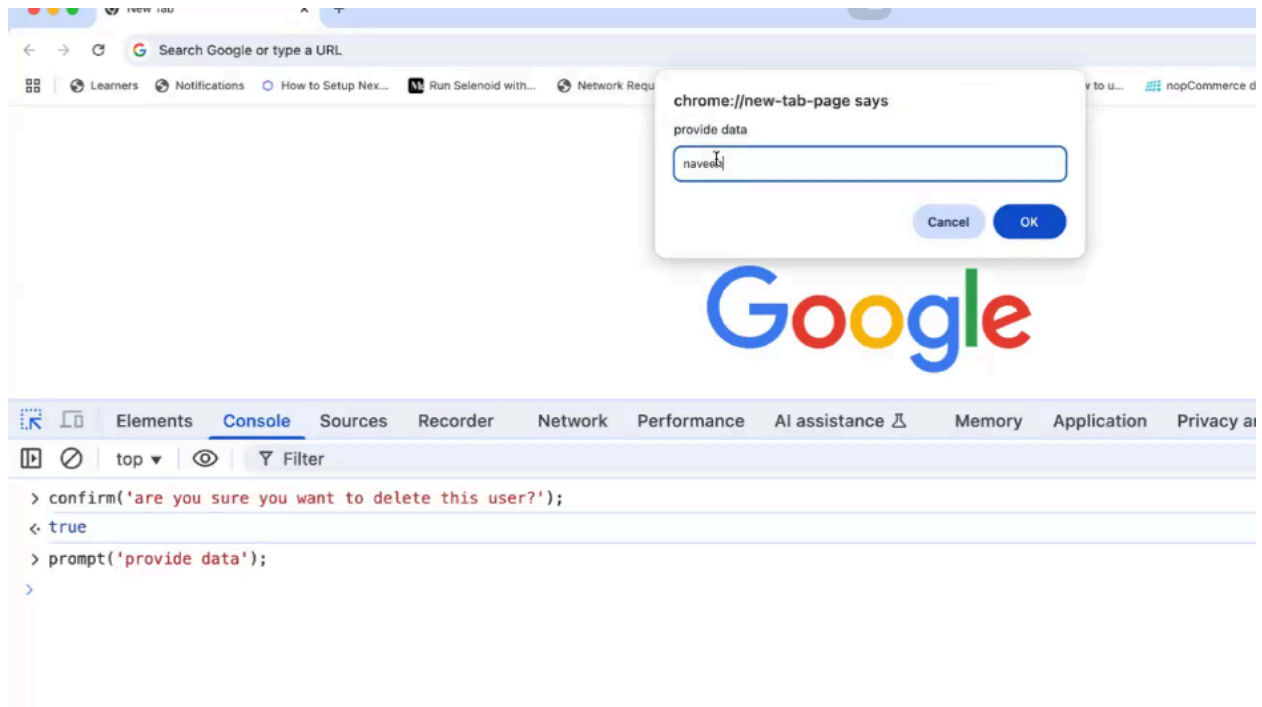 New Tab
Search Google or type a URL
Learners Notifications How to Setup Nex... Run Selenoid with... Network Requ to u... nopCommerce d
chrome://new-tab-page says
provide data
Cancel OK
Google
Elements Console Sources Recorder Network Performance AI assistance Memory Application Privacy
top Filter
> confirm('are you sure you want to delete this user?');
true
> prompt('provide data');
>